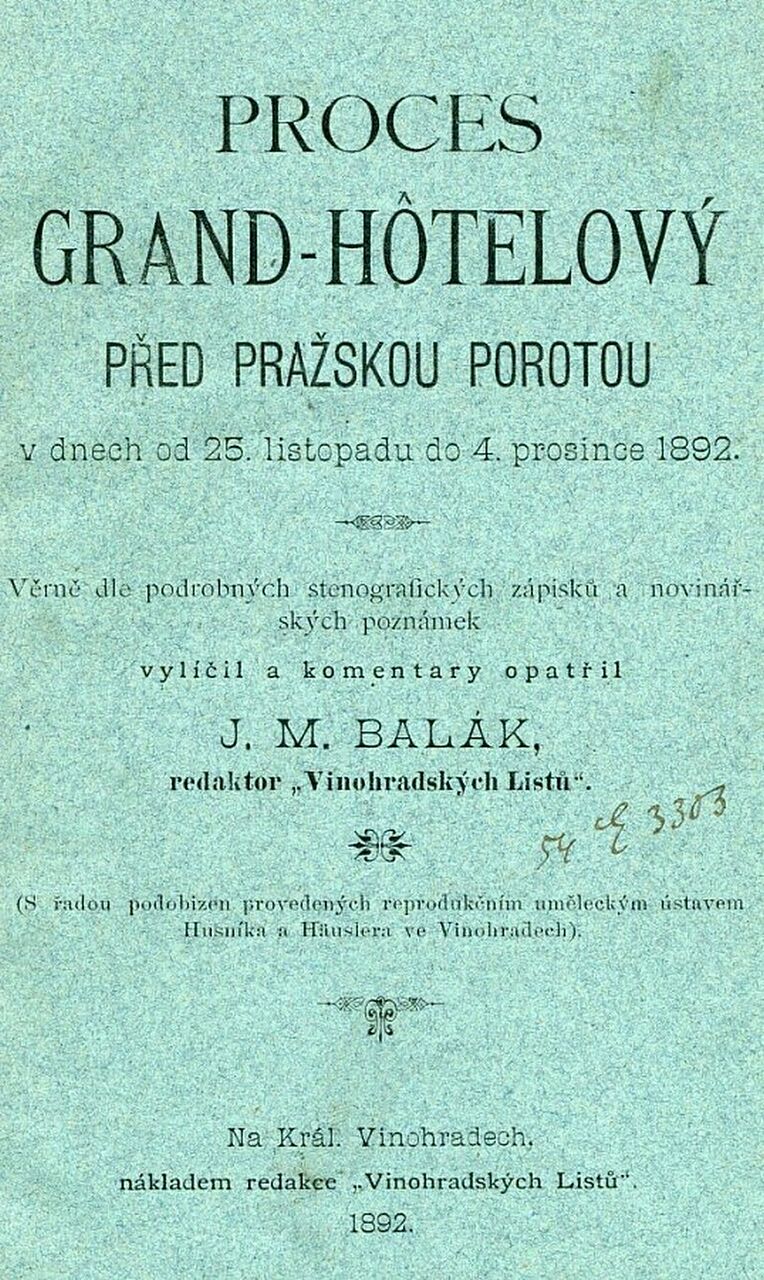 PROCES
GRAND-HÔTELOVÝ
PŘED PRAŽSKOU POROTOU
v dnech od 25. listopadu do 4. prosince 1892.
Věrně dle podrobných stenografických zápisků a novinář-
ských poznámek
vylíčil a komentary opatřil
J. M. BALÁK,
redaktor „Vinohradských Listů“.
54 3303
(S řadou podobizen provedených reprodukčním uměleckým ústavem
Husníka a Häuslera ve Vinohradech).
Na Král. Vinohradech,
nákladem redakce „Vinohradských Listů“.
1892.